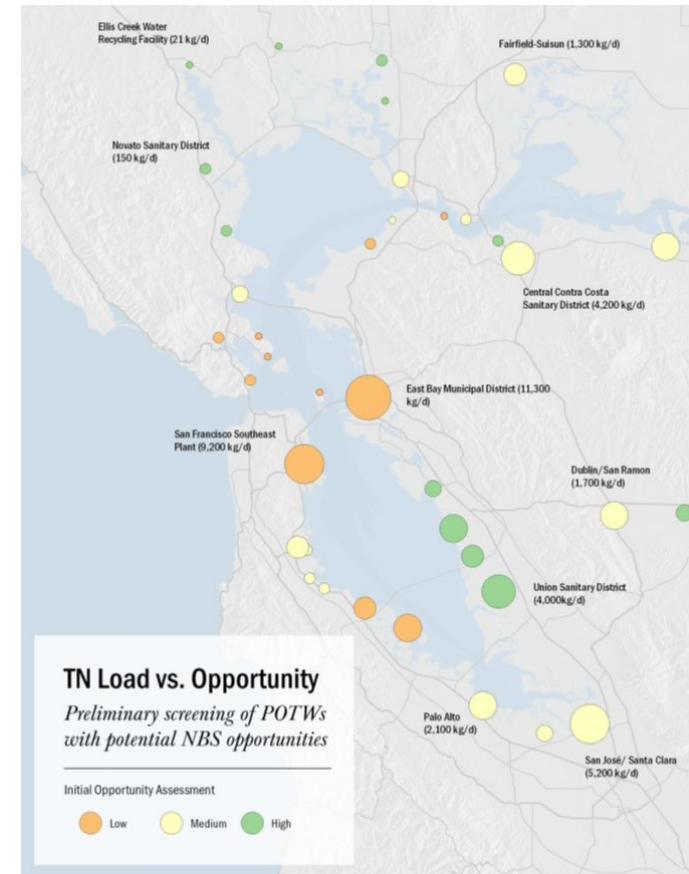 Ellis Creek Water
Recycling Facility (21 kg/d)
Fairfield-Suisun (1,300 kg/d)
Novato Sanitary District
(150 kg/d)
Central Contra Costa
Sanitary District (4,200 kg/d)
East Bay Municipal District (11,300
kg/d)
San Francisco Southeast
Plant (9,200 kg/d)
Dublin/San Ramon
(1,700 kg/d)
Union Sanitary District
(4,000kg/d)
Palo Alto
(2,100 kg/d)
San José/ Santa Clara
(5,200 kg/d)
TN Load vs. Opportunity
Preliminary screening of POTWs
with potential NBS opportunities
Initial Opportunity Assessment
Low
Medium
High